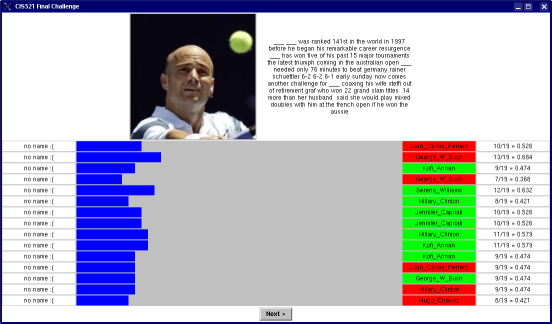 CIS521 Final Challenge
___ ___ was ranked 141st in the world in 1997
before he began his remarkable career resurgence
___ has won five of his past 15 major tournaments
the latest triumph coming in the australian open ___
needed only 76 minutes to beat germany rainer
schuettler 6-2 6-2 6-1 early sunday now comes
another challenge for ___ coaxing his wife steffi out
of retirement graf who won 22 grand slam titles 14
more than her husband said she would play mixed
doubles with him at the french open if he won the
aussie
no name :( Juan_Carlos_Ferrero 10/19 = 0.526
no name :( George_W_Bush 13/19 = 0.684
no name :( Kofi_Annan 9/19 = 0.474
no name :( George_W_Bush 7/19 = 0.368
no name :( Serena_Williams 12/19 = 0.632
no name :( Hillary_Clinton 8/19 = 0.421
no name :( Jennifer_Capriati 10/19 = 0.526
no name :( Jennifer_Capriati 10/19 = 0.526
no name :( Hillary_Clinton 11/19 = 0.579
no name :( Kofi_Annan 11/19 = 0.579
no name :( Kofi_Annan 9/19 = 0.474
no name :( Juan_Carlos_Ferrero 9/19 = 0.474
no name :( George_W_Bush 9/19 = 0.474
no name :( Hillary_Clinton 9/19 = 0.474
no name :( Hugo_Chavez 8/19 = 0.421
Next >